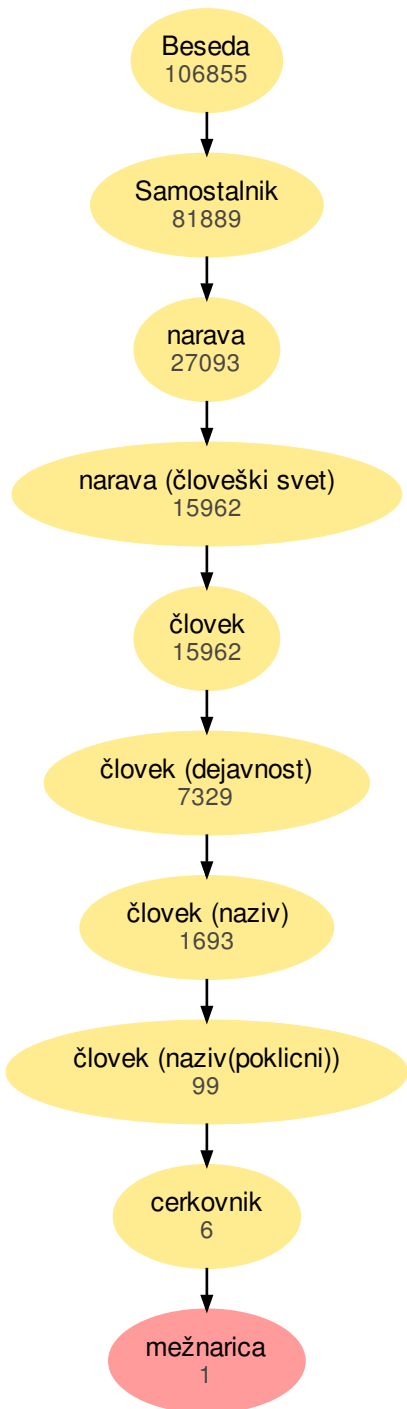 Beseda
106855
Samostalnik
81889
narava
27093
narava (človeški svet)
15962
človek
15962
človek (dejavnost)
7329
človek (naziv)
1693
človek (naziv(poklicni))
99
cerkovnik
6
mežnarica
1